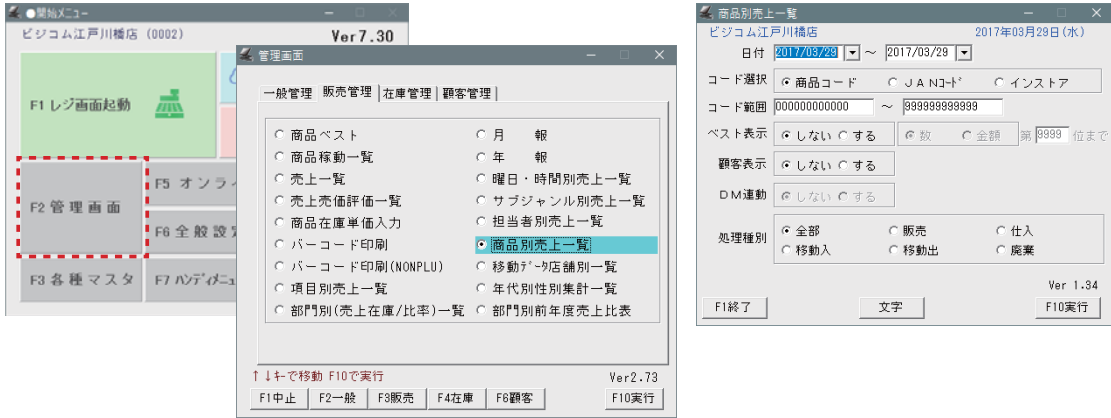 ●開始メニュー
ビジコム江戸川橋店 (0002)
Ver7.30
F1 レジ画面起動
F2 管理画面
F5 オンライ
F6 全般設定
F3 各種マスタ
F7 ハンディメニュ
管理画面
一般管理 販売管理 在庫管理 顧客管理
商品ベスト
商品稼動一覧
売上一覧
売上売価評価一覧
商品在庫単価入力
バーコード印刷
バーコード印刷(NONPLU)
項目別売上一覧
部門別(売上在庫/比率)一覧
月 報
年 報
曜日・時間別売上一覧
サブジャンル別売上一覧
担当者別売上一覧
商品別売上一覧
移動データ店舗別一覧
年代別性別集計一覧
部門別前年度売上比表
↑↓キーで移動 F10で実行
Ver2.73
F1中止 F2一般 F3販売 F4在庫 F6顧客 F10実行
商品別売上一覧
ビジコム江戸川橋店 2017年03月29日(水)
日付 2017/03/29 ～ 2017/03/29
コード選択 商品コード JANコード インストア
コード範囲 000000000000 ～ 999999999999
ベスト表示 しない する 数 金額 第 9999 位まで
顧客表示 しない する
DM連動 しない する
処理種別 全部 販売 仕入
移動入 移動出 廃棄
Ver 1.34
F1終了 文字 F10実行